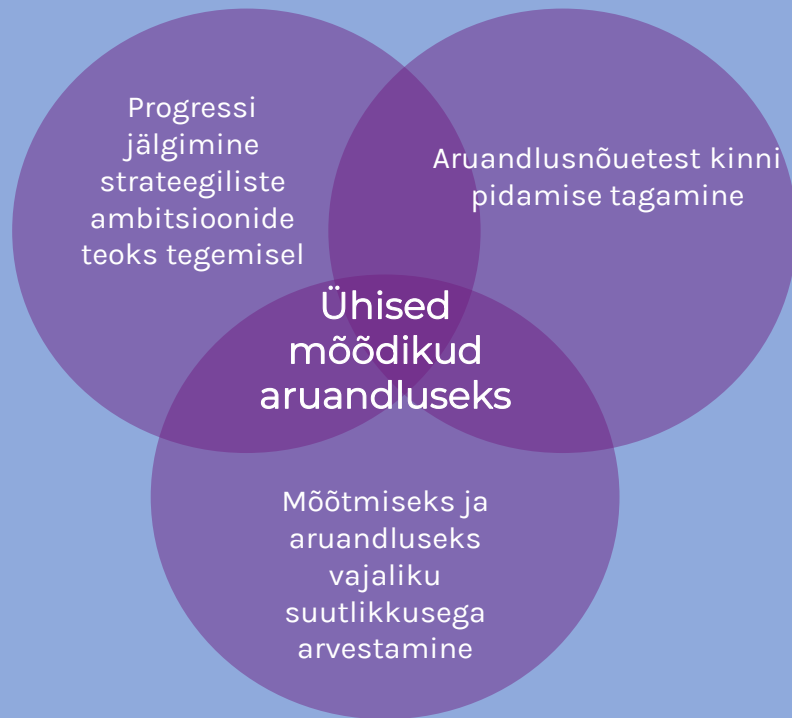 Progressi
jälgimine
strateegiliste
ambitsioonide
teoks tegemisel
Aruandlusnõuetest kinni
pidamise tagamine
Ühised
mõõdikud
aruandluseks
Mõõtmiseks ja
aruandluseks
vajaliku
suutlikkusega
arvestamine